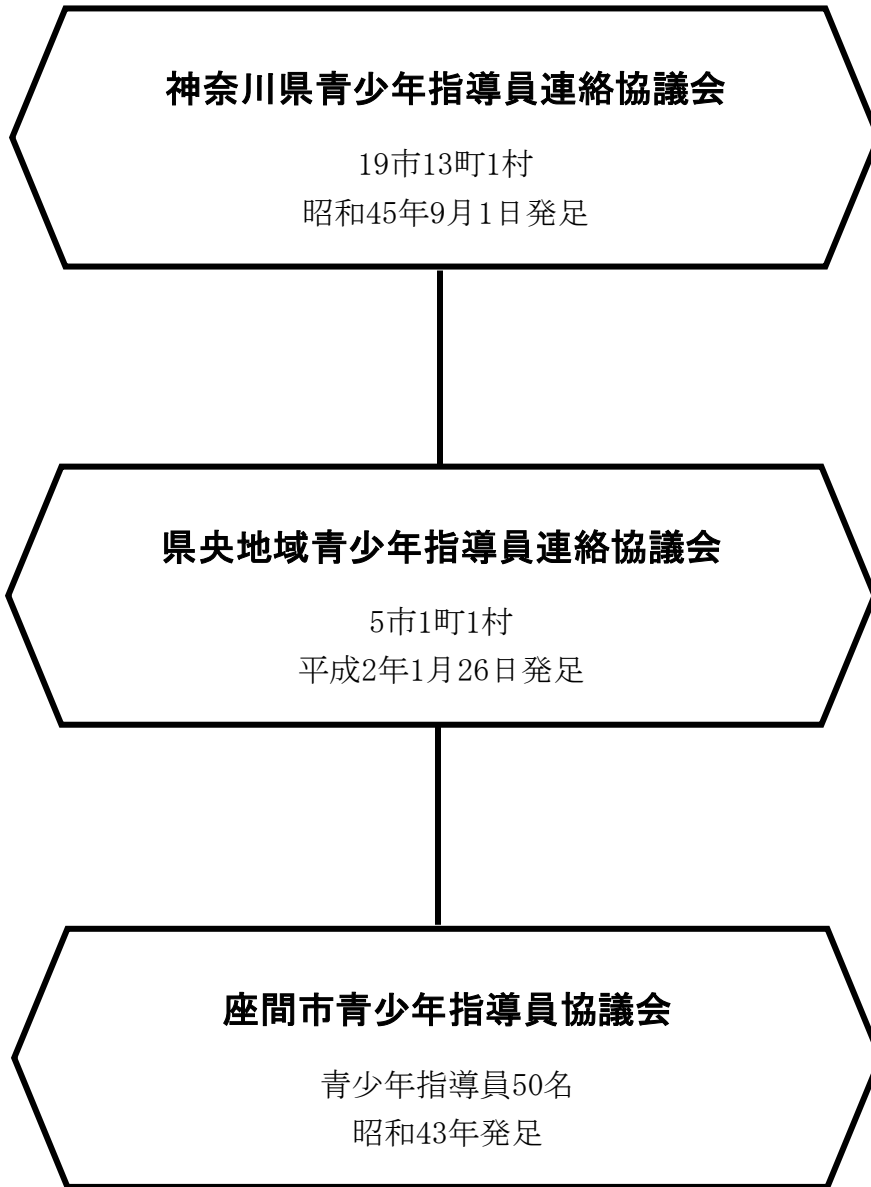 神奈川県青少年指導員連絡協議会
19市13町1村
昭和45年9月1日発足
県央地域青少年指導員連絡協議会
5市1町1村
平成2年1月26日発足
座間市青少年指導員協議会
青少年指導員50名
昭和43年発足